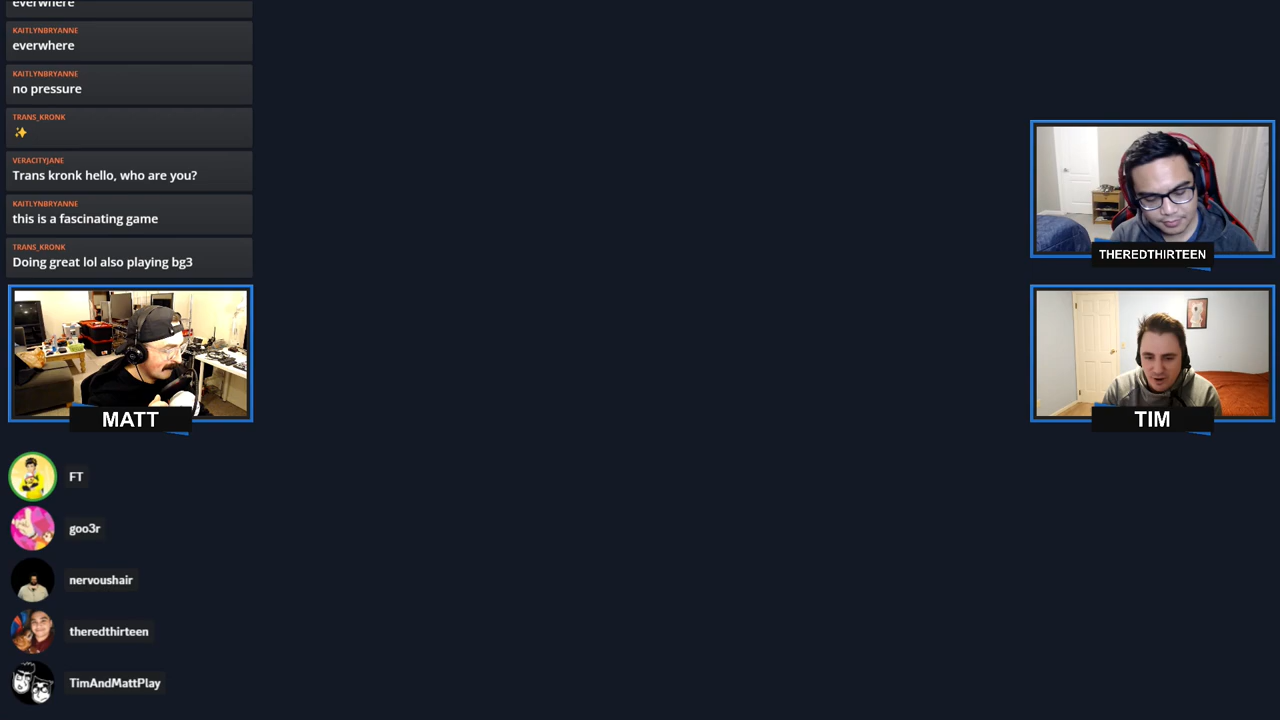 everwhere
KAITLYNBRYANNE
everwhere
KAITLYNBRYANNE
no pressure
TRANS_KRONK
✨
VERACITYJANE
Trans kronk hello, who are you?
KAITLYNBRYANNE
this is a fascinating game
TRANS_KRONK
Doing great lol also playing bg3
MATT
THEREDTHIRTEEN
TIM
FT
goo3r
nervoushair
theredthirteen
TimAndMattPlay